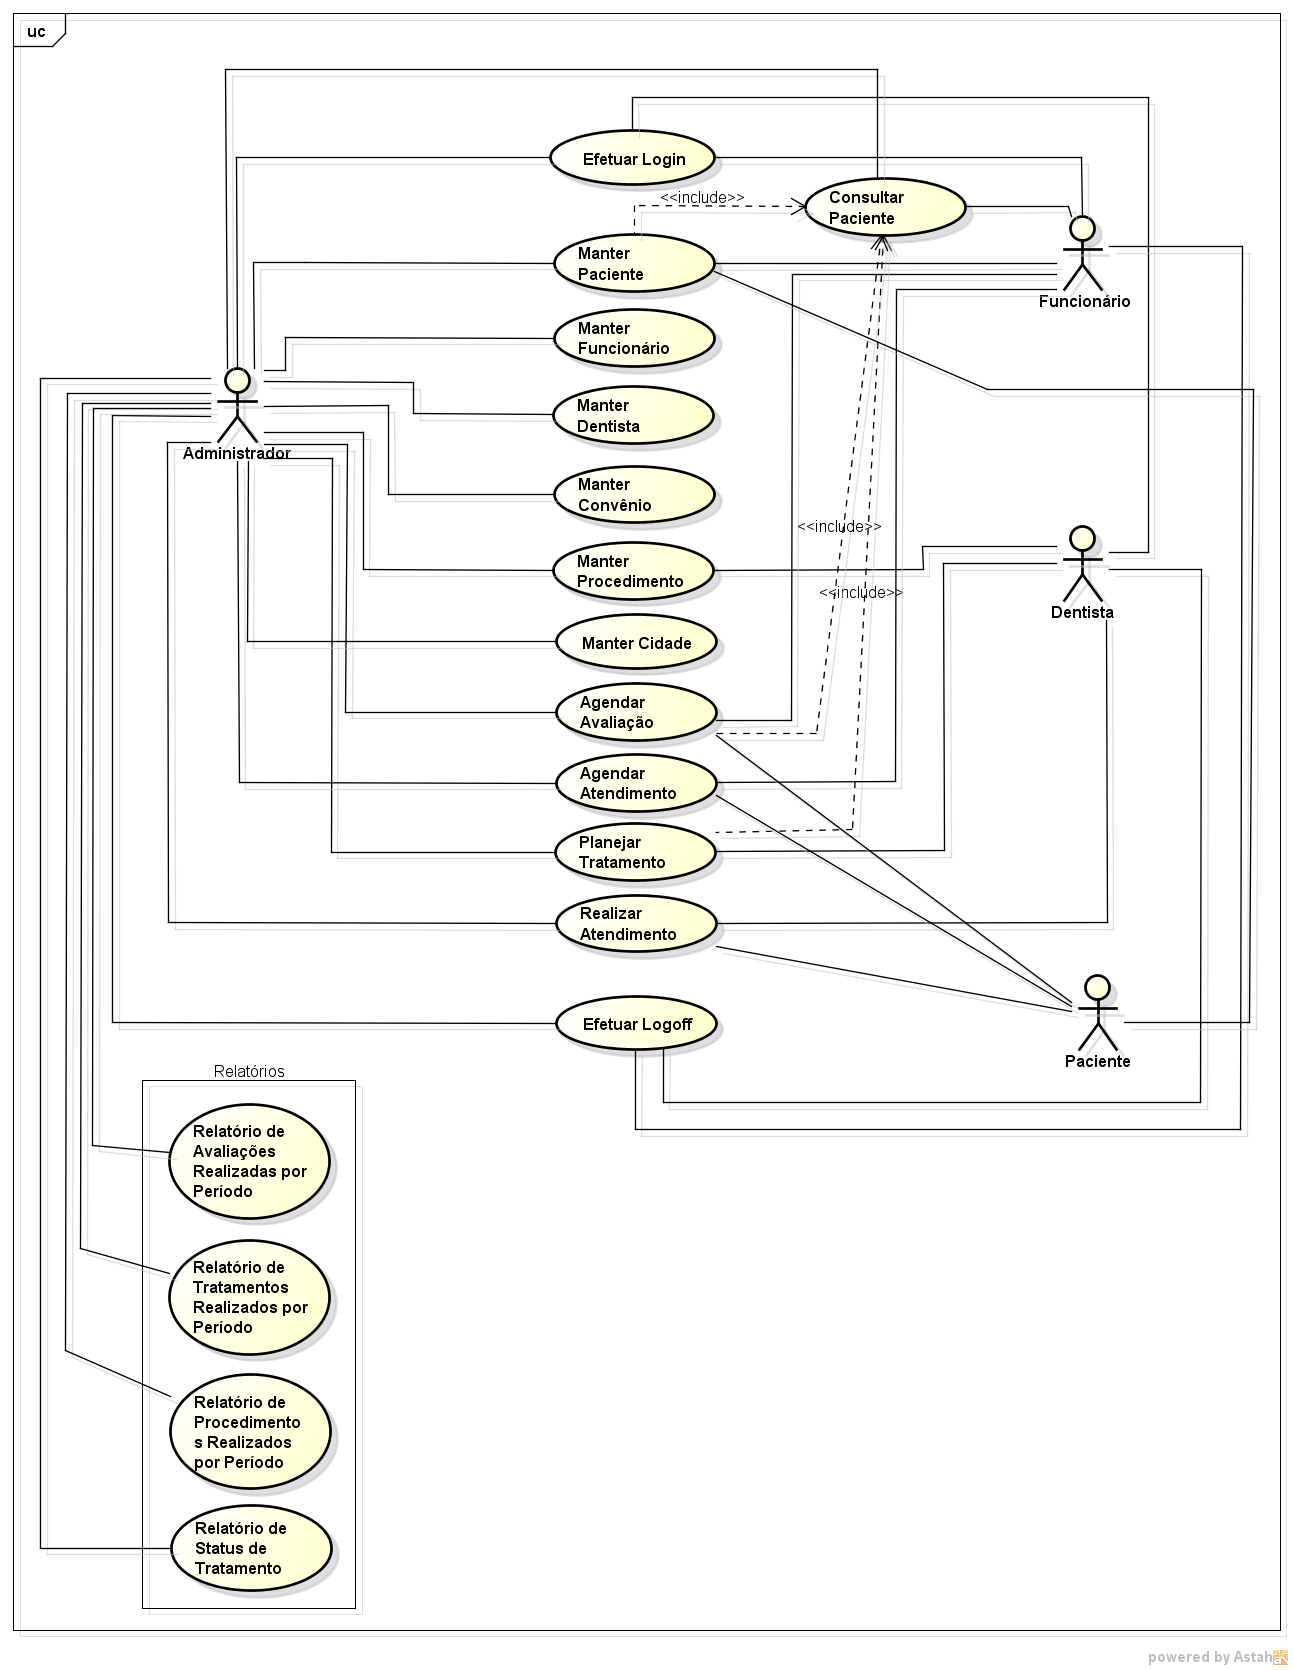 uc
Efetuar Login
<<include>>
Consultar
Paciente
Manter
Paciente
Funcionário
Manter
Funcionário
Manter
Dentista
Administrador
Manter
Convênio
<<include>>
Manter
Procedimento
<<include>>
Dentista
Manter Cidade
Agendar
Avaliação
Agendar
Atendimento
Planejar
Tratamento
Realizar
Atendimento
Efetuar Logoff
Paciente
Relatórios
Relatório de
Avaliações
Realizadas por
Período
Relatório de
Tratamentos
Realizados por
Período
Relatório de
Procedimento
s Realizados
por Período
Relatório de
Status de
Tratamento
powered by Astah